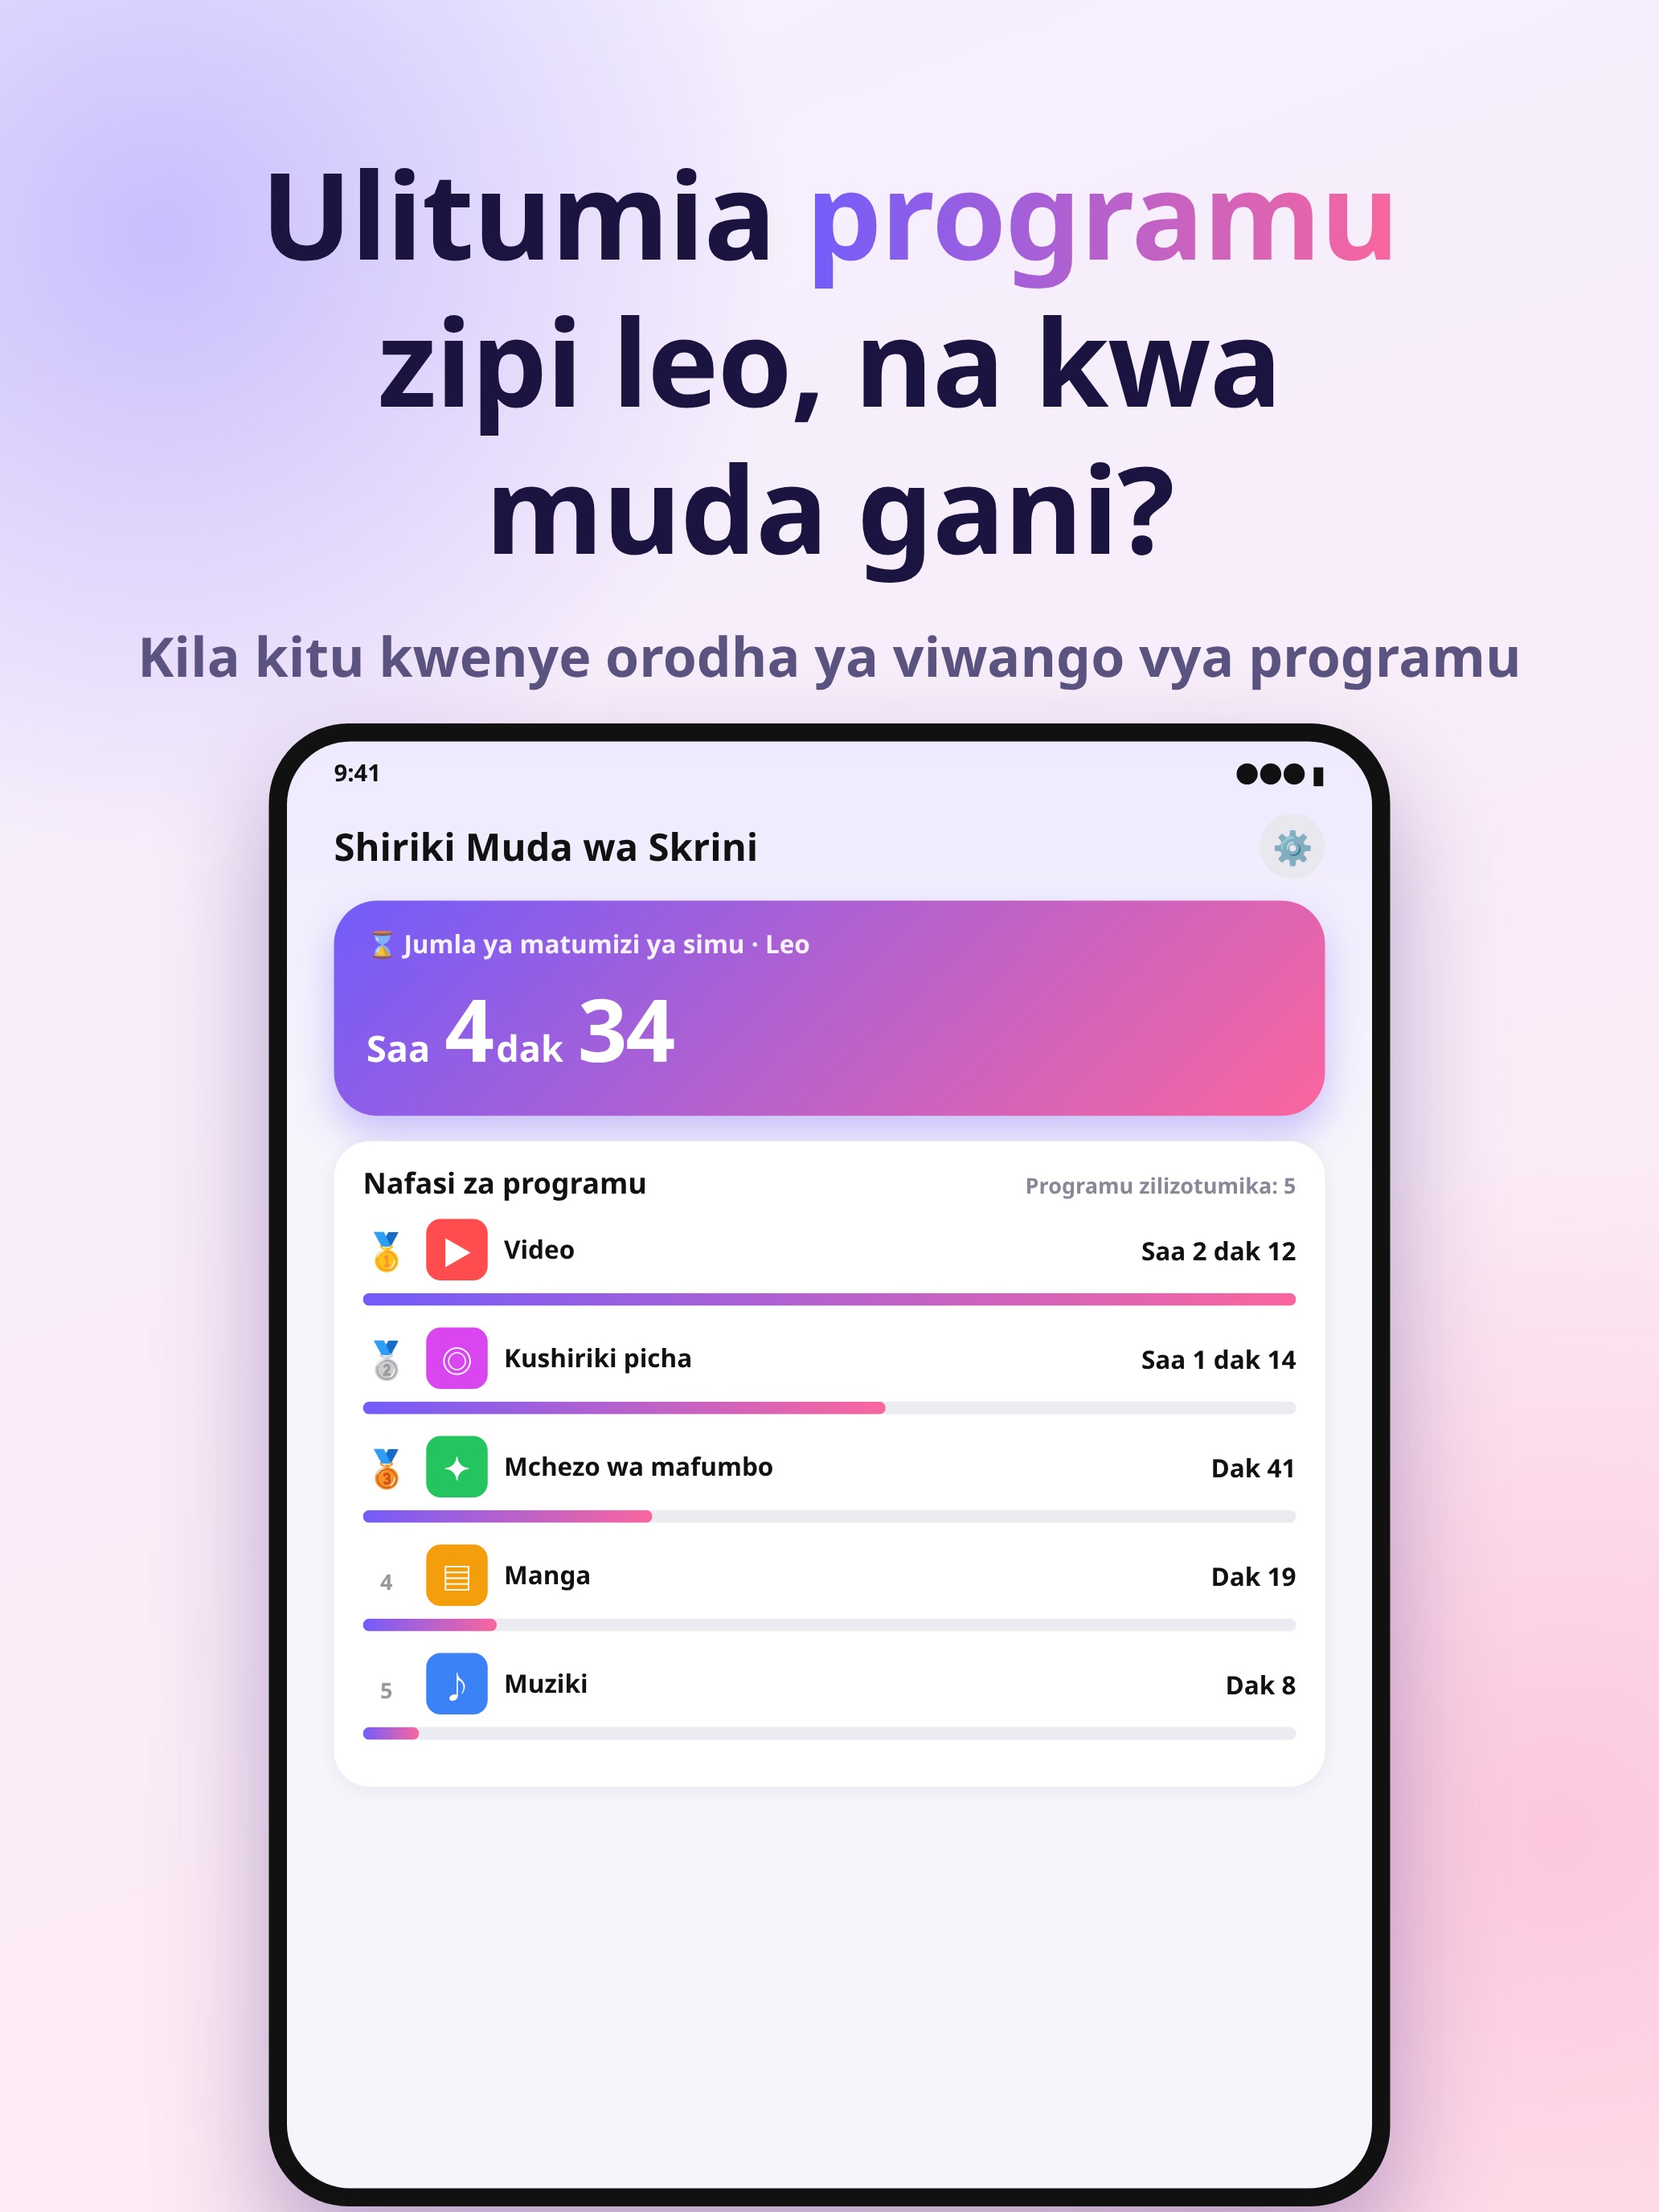 Ulitumia programu
zipi leo, na kwa
muda gani?
Kila kitu kwenye orodha ya viwango vya programu
9:41
Shiriki Muda wa Skrini
Jumla ya matumizi ya simu · Leo
Saa 4 dak 34
Nafasi za programu
Programu zilizotumika: 5
Video
Saa 2 dak 12
Kushiriki picha
Saa 1 dak 14
Mchezo wa mafumbo
Dak 41
4
Manga
Dak 19
5
Muziki
Dak 8